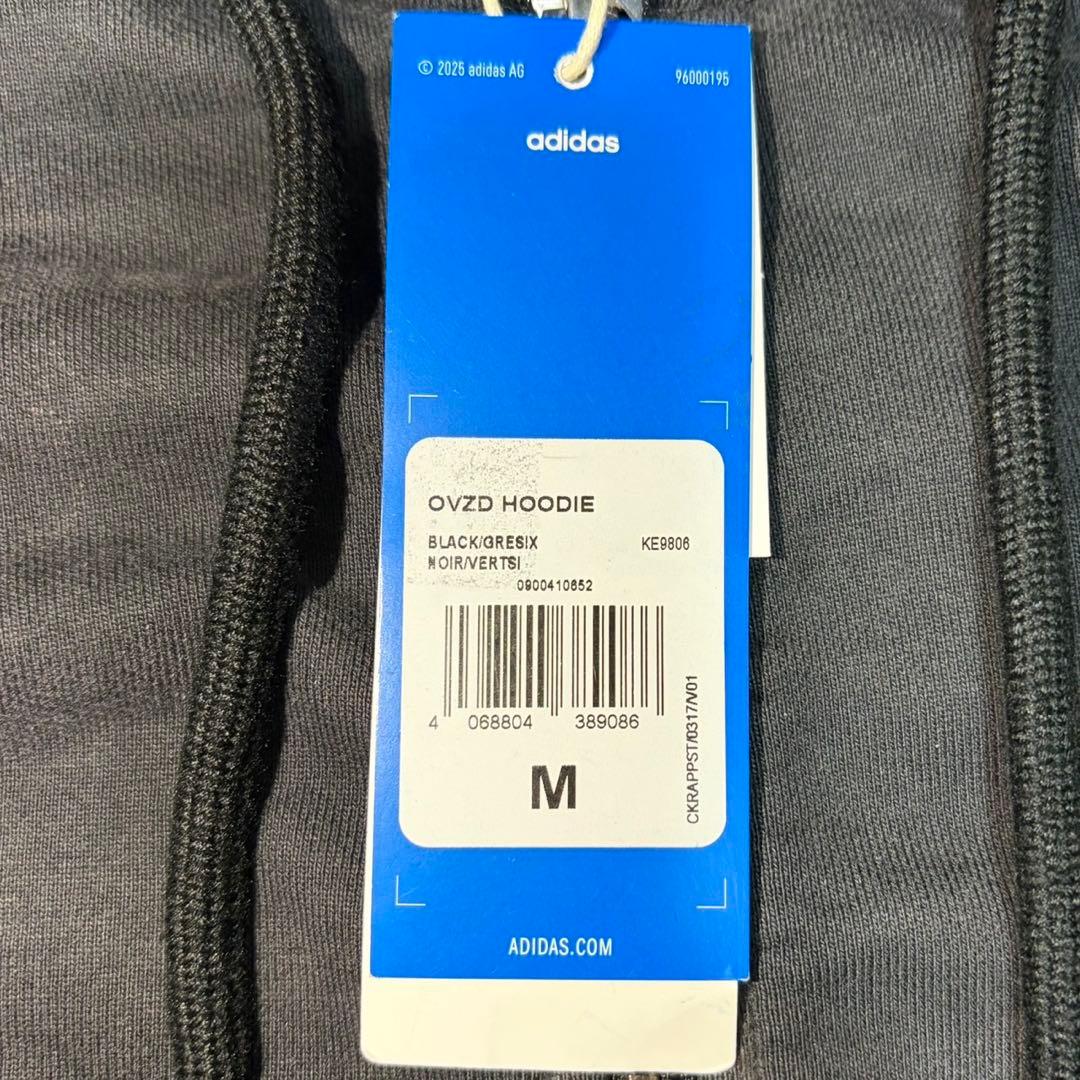 © 2025 adidas AG
96000195
adidas
OVZD HOODIE
BLACK/GRESIX
KE9806
NOIR/VERTSI
0900410652
4 068804 389086
CKRAPPST/0317/V01
M
ADIDAS.COM